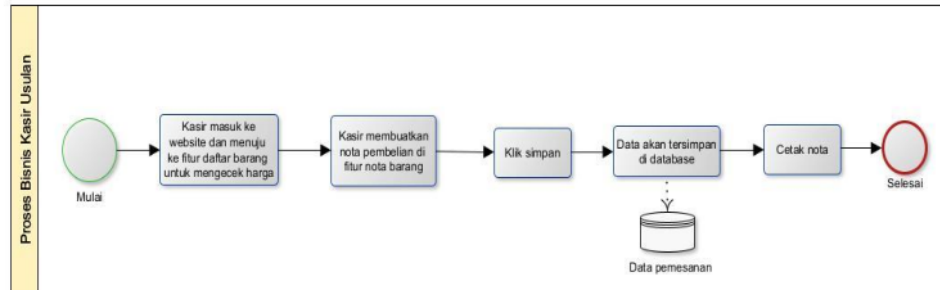 Proses Bisnis Kasir Usulan
Mulai
Kasir masuk ke
website dan menuju
ke fitur daftar barang
untuk mengecek harga
Kasir membuatkan
nota pembelian di
fitur nota barang
Klik simpan
Data akan tersimpan
di database
Data pemesanan
Cetak nota
Selesai